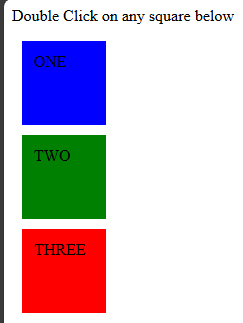 Double Click on any square below
ONE
TWO
THREE